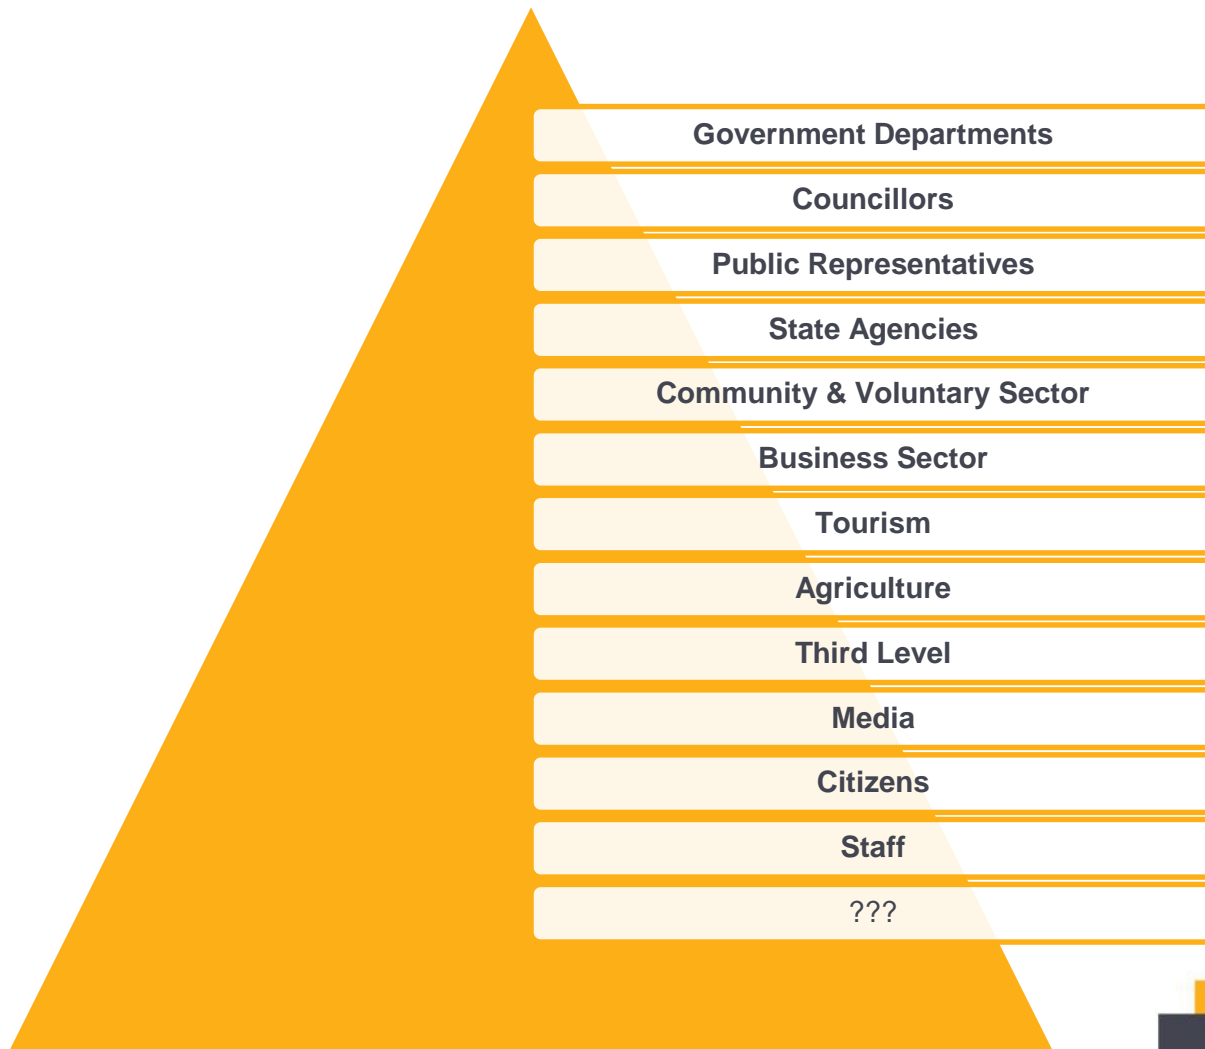 Government Departments
Councillors
Public Representatives
State Agencies
Community & Voluntary Sector
Business Sector
Tourism
Agriculture
Third Level
Media
Citizens
Staff
???